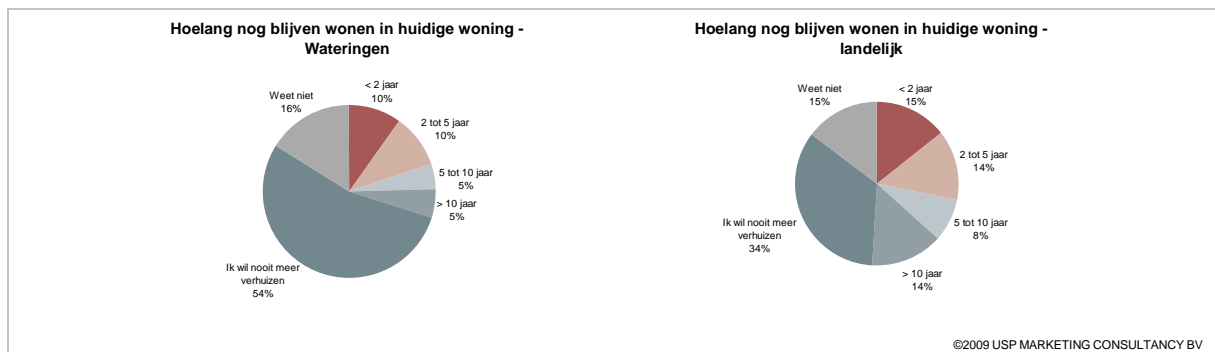 Hoelang nog blijven wonen in huidige woning -
Wateringen
< 2 jaar
10%
2 tot 5 jaar
10%
5 tot 10 jaar
5%
> 10 jaar
5%
Ik wil nooit meer
verhuizen
54%
Weet niet
16%
Hoelang nog blijven wonen in huidige woning -
landelijk
< 2 jaar
15%
2 tot 5 jaar
14%
5 tot 10 jaar
8%
> 10 jaar
14%
Ik wil nooit meer
verhuizen
34%
Weet niet
15%
©2009 USP MARKETING CONSULTANCY BV